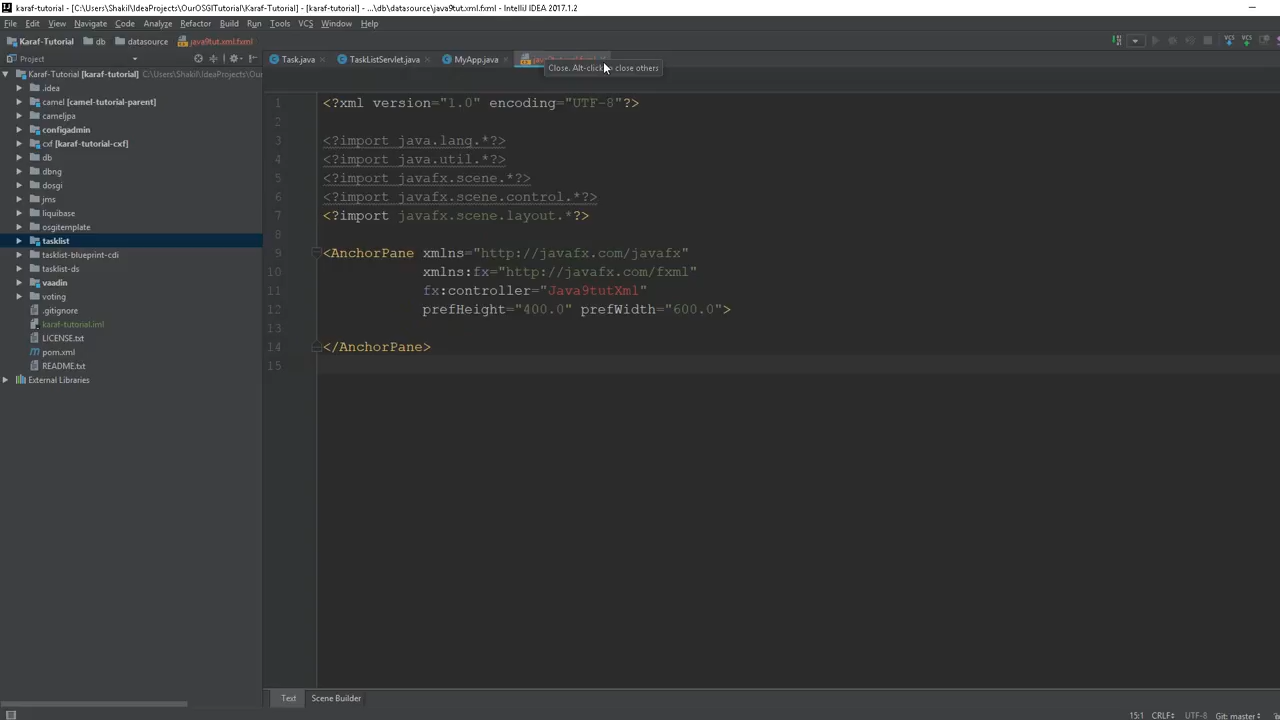 karaf-tutorial - [C:\Users\Shakil\IdeaProjects\OurOSGITutorial\Karaf-Tutorial] - [karaf-tutorial] - ...\db\datasource\java9tut.xml.fxml - IntelliJ IDEA 2017.1.2
File Edit View Navigate Code Analyze Refactor Build Run Tools VCS Window Help
Karaf-Tutorial db datasource java9tut.xml.fxml
Project
Task.java TaskListServlet.java MyApp.java
Close. Alt-click to close others
Karaf-Tutorial [karaf-tutorial] C:\Users\Shakil\IdeaProjects\OurOSGITutorial\Ka
.idea
camel [camel-tutorial-parent]
cameljpa
configadmin
cxf [karaf-tutorial-cxf]
db
dbng
dosgi
jms
liquibase
osgitemplate
tasklist
tasklist-blueprint-cdi
tasklist-ds
vaadin
voting
.gitignore
karaf-tutorial.iml
LICENSE.txt
pom.xml
README.txt
External Libraries
1 <?xml version="1.0" encoding="UTF-8"?>
2
3 <?import java.lang.*?>
4 <?import java.util.*?>
5 <?import javafx.scene.*?>
6 <?import javafx.scene.control.*?>
7 <?import javafx.scene.layout.*?>
8
9 <AnchorPane xmlns="http://javafx.com/javafx"
10 xmlns:fx="http://javafx.com/fxml"
11 fx:controller="Java9tutXml"
12 prefHeight="400.0" prefWidth="600.0">
13
14 </AnchorPane>
15
Text Scene Builder
15:1 CRLF UTF-8 Git: master